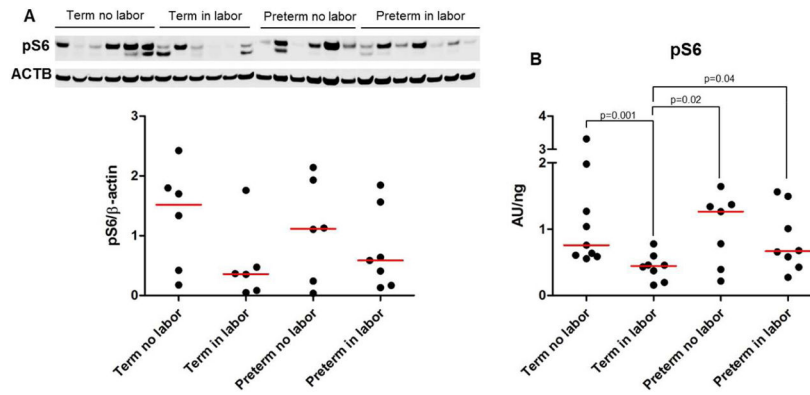 A
Term no labor Term in labor Preterm no labor Preterm in labor
pS6
ACTB
pS6/β-actin
3
2
1
0
Term no labor
Term in labor
Preterm no labor
Preterm in labor
B
pS6
p=0.04
p=0.02
p=0.001
AU/ng
4
3
2
1
0
Term no labor
Term in labor
Preterm no labor
Preterm in labor